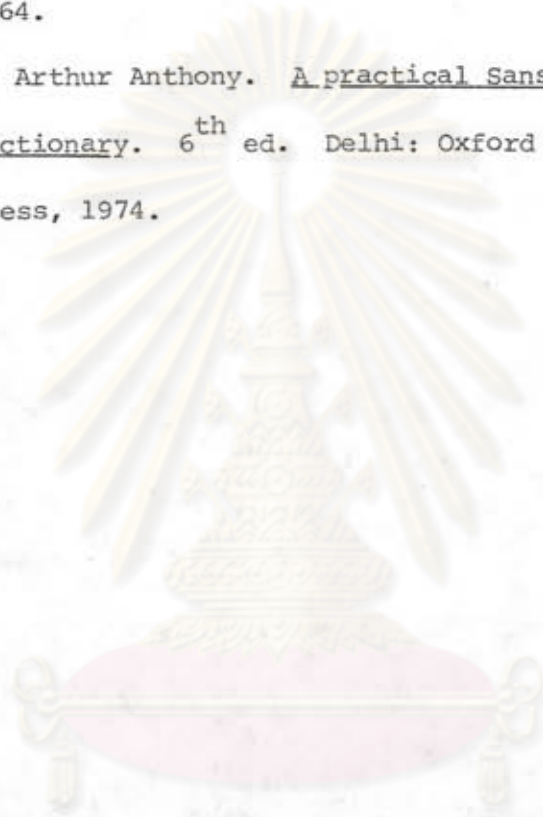 64.
Arthur Anthony. A practical Sans
ctionary. 6th ed. Delhi: Oxford
ess, 1974.